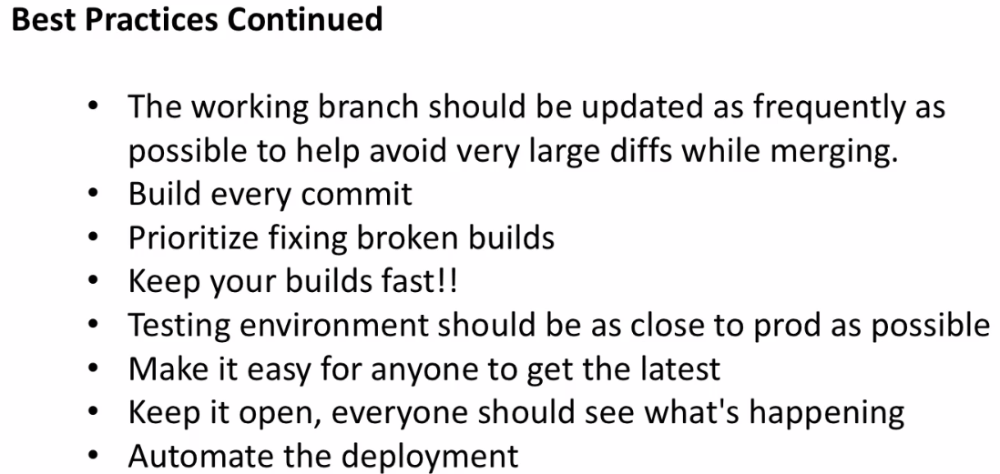 Best Practices Continued
• The working branch should be updated as frequently as
possible to help avoid very large diffs while merging.
• Build every commit
• Prioritize fixing broken builds
• Keep your builds fast!!
• Testing environment should be as close to prod as possible
• Make it easy for anyone to get the latest
• Keep it open, everyone should see what's happening
• Automate the deployment